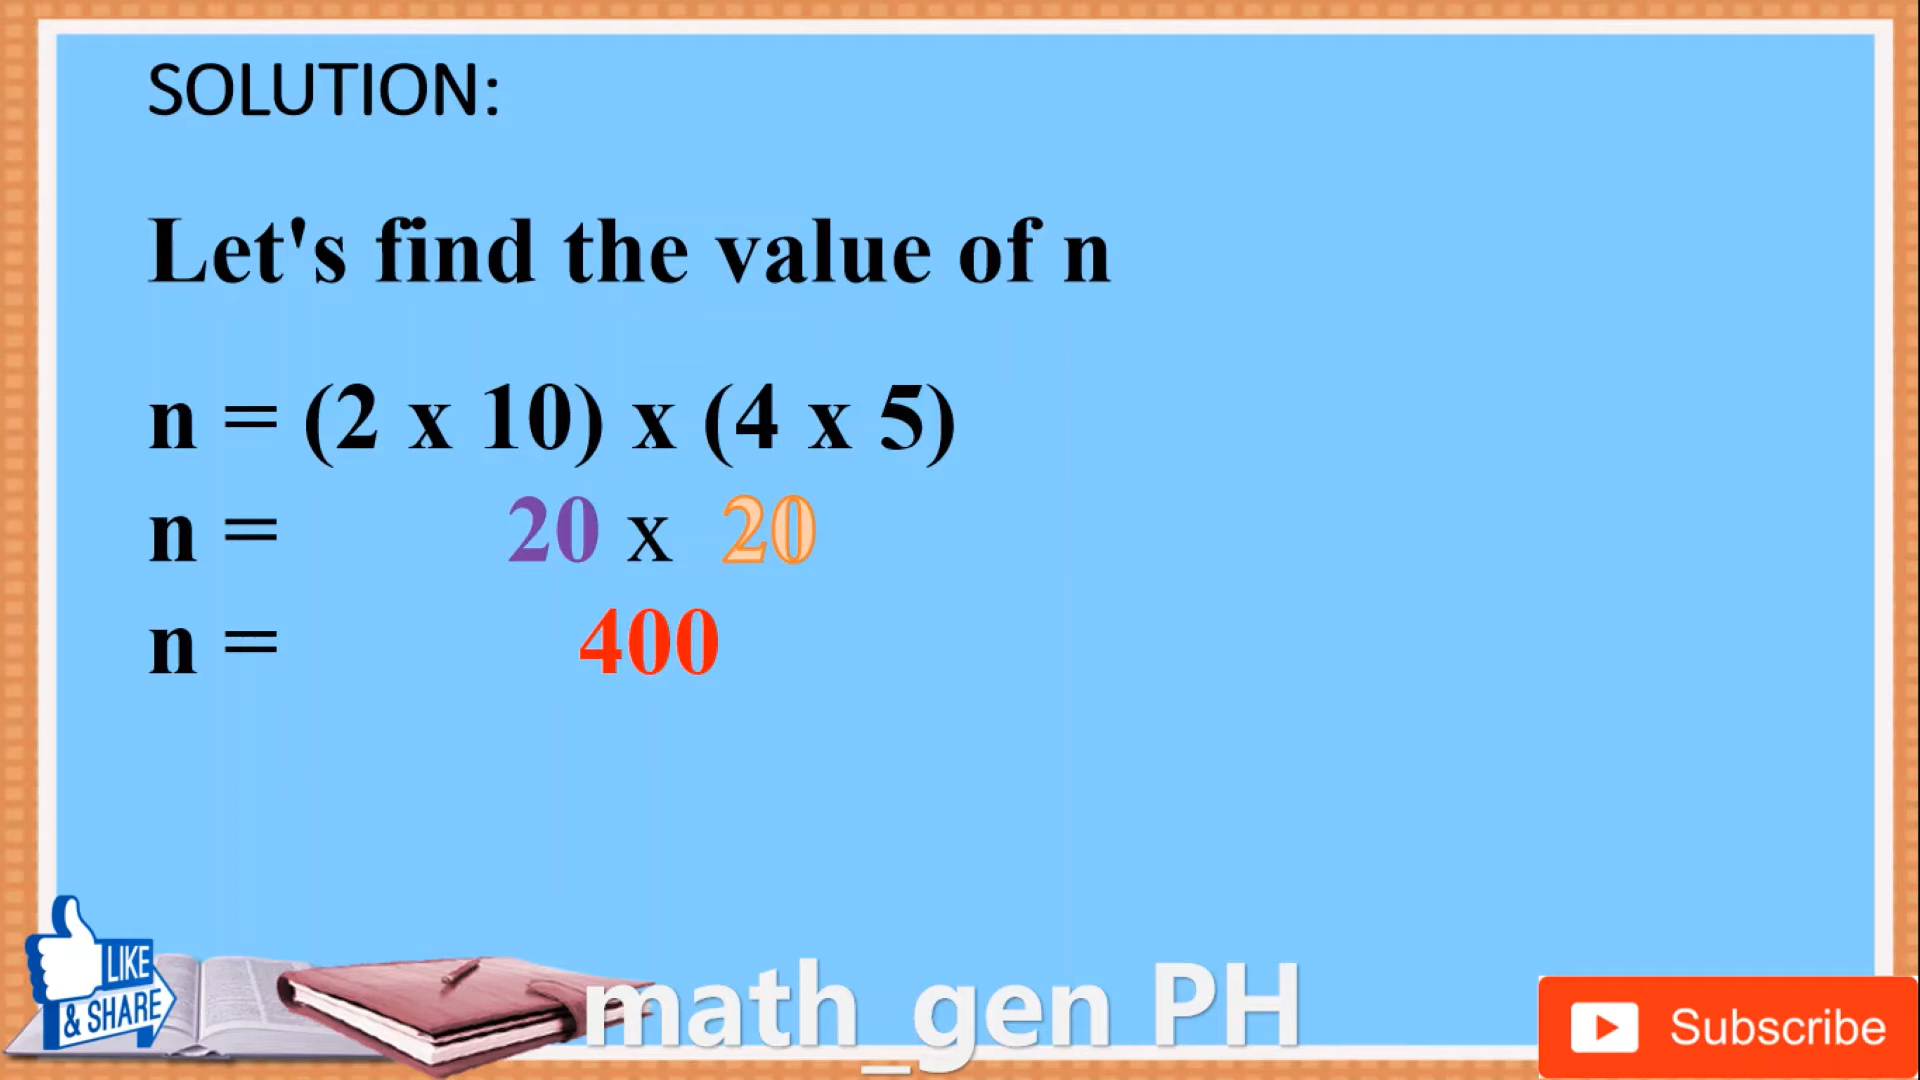 SOLUTION:
Let's find the value of n
n = (2 x 10) x (4 x 5)
n = 20 x 20
n = 400
LIKE
& SHARE
math_gen PH
Subscribe